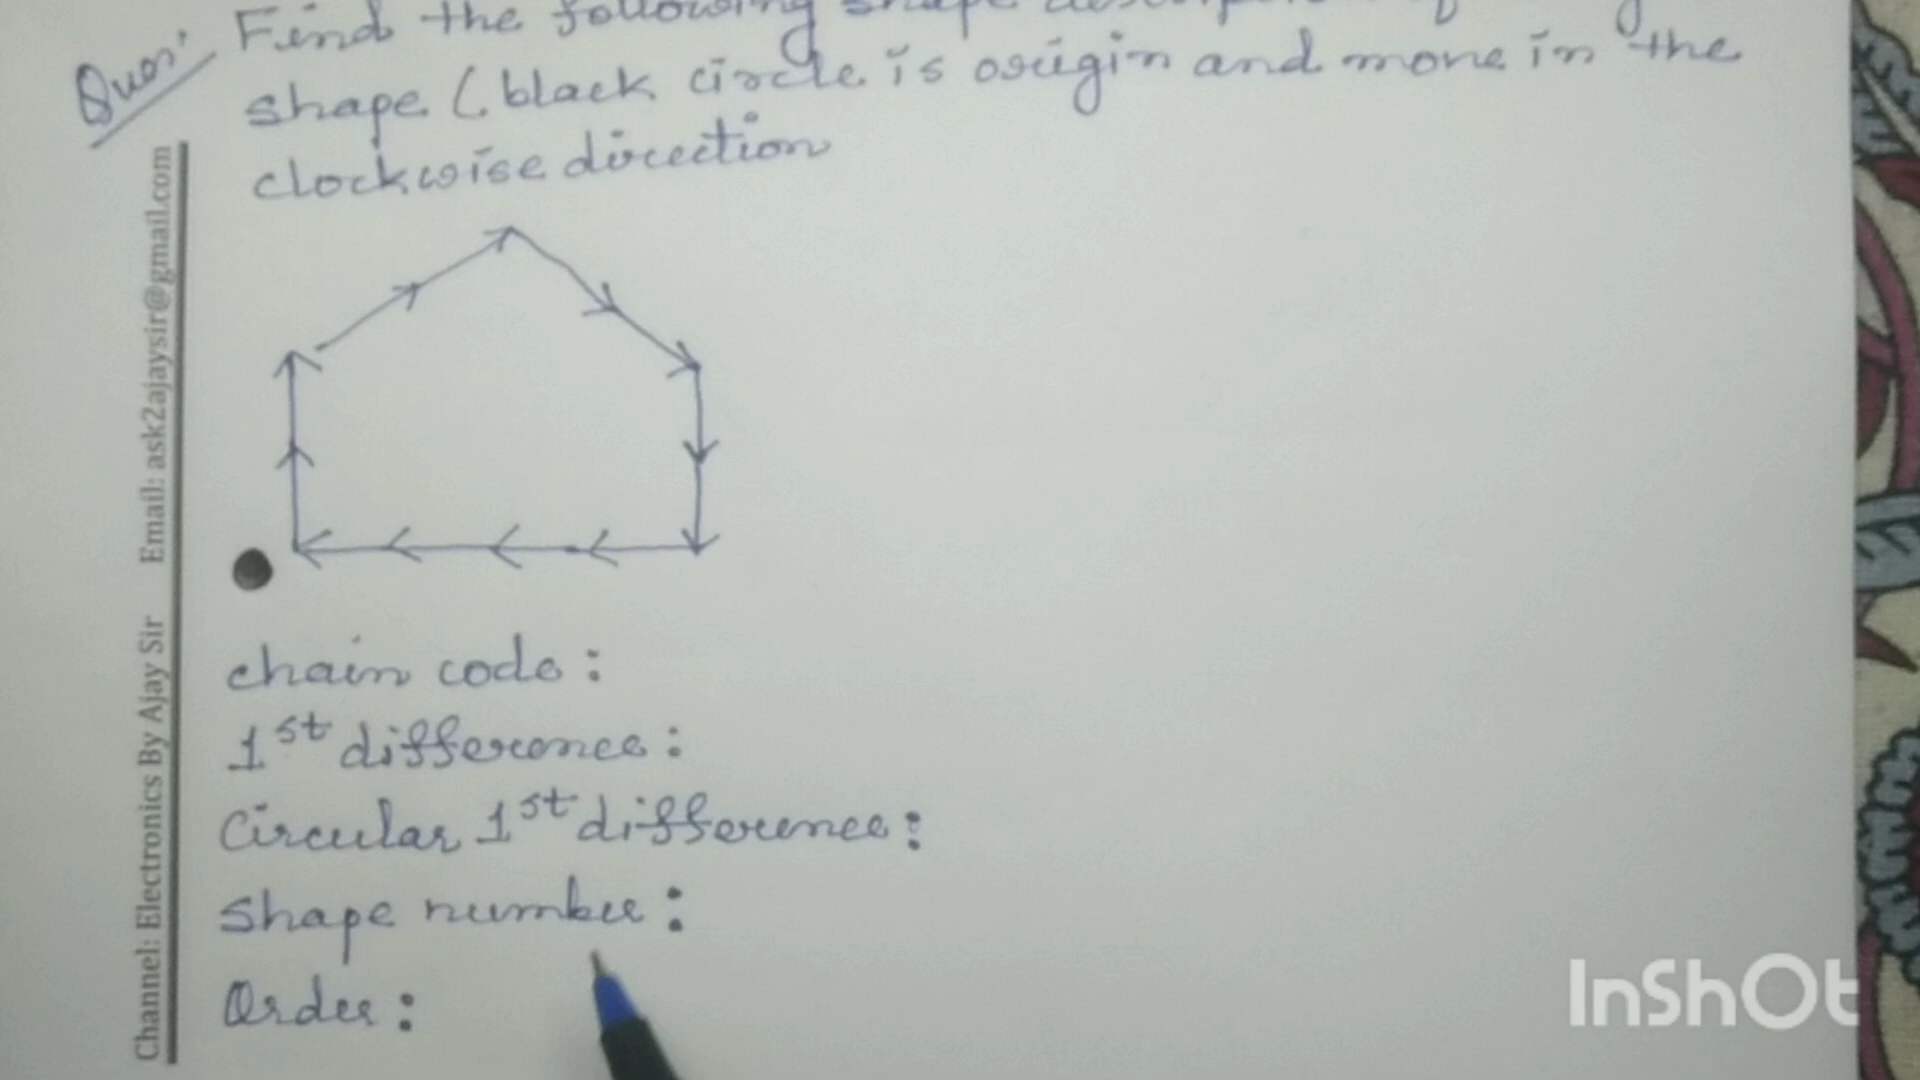 Ques: Find the following shape
shape (black circle is origin and move in the
clockwise direction
chain code:
1st difference:
Circular 1st difference:
Shape number:
Order:
Channel: Electronics By Ajay Sir Email: ask2ajaysir@gmail.com
InShOt